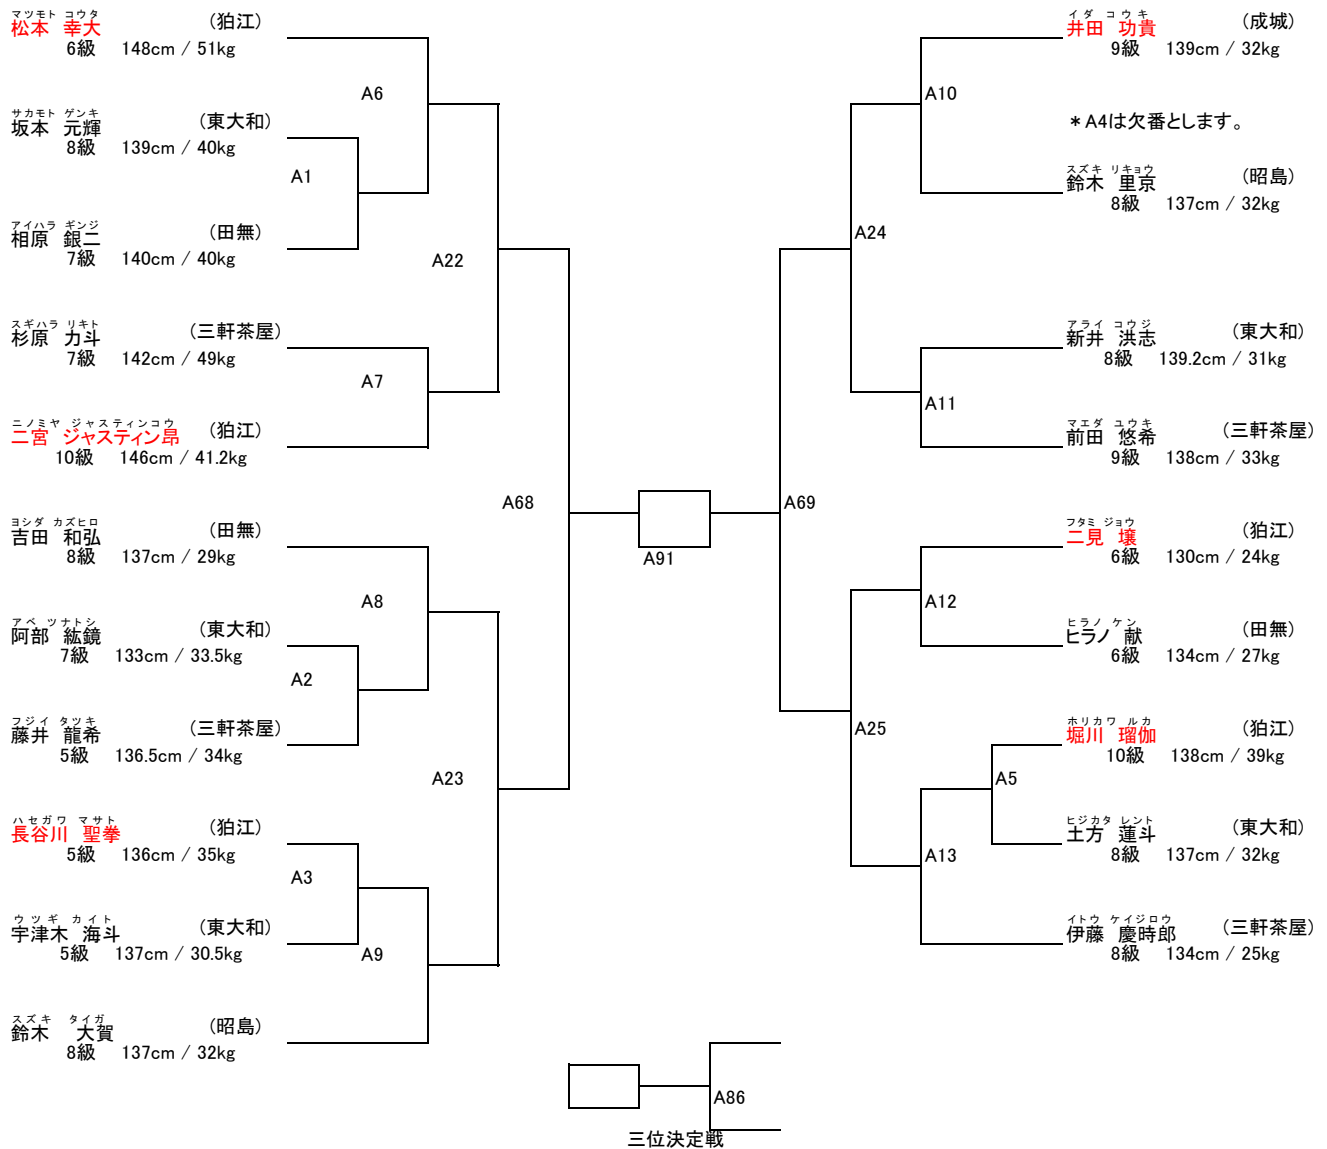 マツモト コウタ
松本 幸大 (狛江)
6級 148cm / 51kg
A6
サカモト ゲンキ
坂本 元輝 (東大和)
8級 139cm / 40kg
A1
アイハラ ギンジ
相原 銀二 (田無)
7級 140cm / 40kg
A22
スギハラ リキト
杉原 力斗 (三軒茶屋)
7級 142cm / 49kg
A7
ニノミヤ ジャスティンコウ
二宮 ジャスティン昂 (狛江)
10級 146cm / 41.2kg
A68
ヨシダ カズヒロ
吉田 和弘 (田無)
8級 137cm / 29kg
A8
アベ ツナトシ
阿部 紘鏡 (東大和)
7級 133cm / 33.5kg
A2
フジイ タツキ
藤井 龍希 (三軒茶屋)
5級 136.5cm / 34kg
A23
ハセガワ マサト
長谷川 聖拳 (狛江)
5級 136cm / 35kg
A3
ウツギ カイト
宇津木 海斗 (東大和)
5級 137cm / 30.5kg
A9
スズキ タイガ
鈴木 大賀 (昭島)
8級 137cm / 32kg
A91
イダ コウキ
井田 功貴 (成城)
9級 139cm / 32kg
A10
＊A4は欠番とします。
スズキ リキョウ
鈴木 里京 (昭島)
8級 137cm / 32kg
A24
アライ コウジ
新井 洪志 (東大和)
8級 139.2cm / 31kg
A11
マエダ ユウキ
前田 悠希 (三軒茶屋)
9級 138cm / 33kg
A69
フタミ ジョウ
二見 壌 (狛江)
6級 130cm / 24kg
A12
ヒラノ ケン
ヒラノ 献 (田無)
6級 134cm / 27kg
A25
ホリカワ ルカ
堀川 瑠伽 (狛江)
10級 138cm / 39kg
A5
ヒジカタ レント
土方 蓮斗 (東大和)
8級 137cm / 32kg
A13
イトウ ケイジロウ
伊藤 慶時郎 (三軒茶屋)
8級 134cm / 25kg
A86
三位決定戦